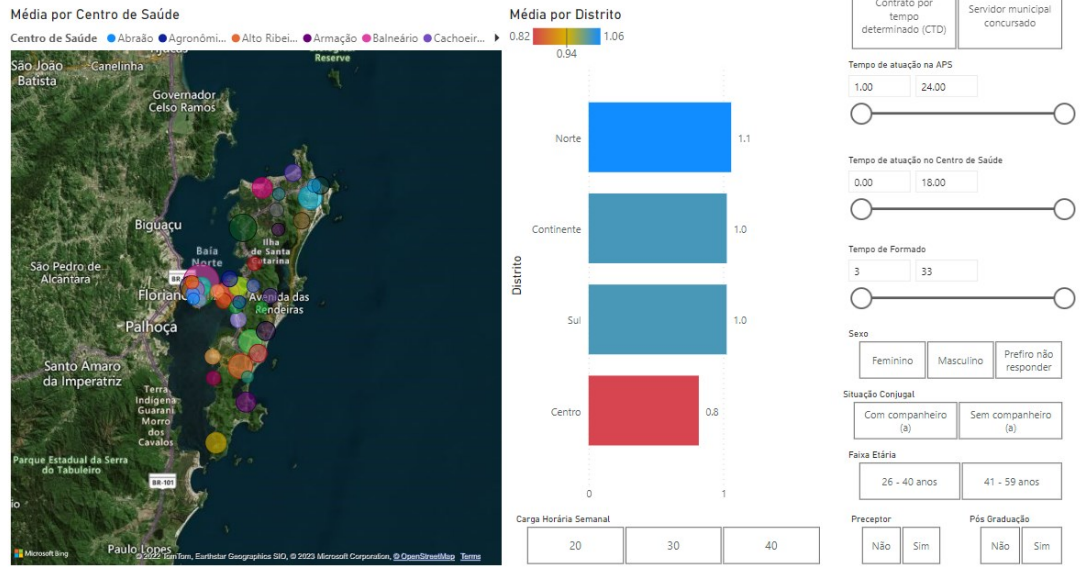 Média por Centro de Saúde
Centro de Saúde Abraão Agronômi... Alto Ribei... Armação Balneário Cachoeir...
São João
Batista
Canelinha
Reserve
Governador
Celso Ramos
Biguaçu
Baía
Norte
Ilha
de Santa
Catarina
São Pedro de
Alcântara
BR-
Florian
Avenida das
Rendeiras
Palhoça
Santo Amaro
da Imperatriz
Terra
Indígena
Guarani
Morro
dos
Cavalos
Parque Estadual da Serra
do Tabuleiro
BR-101
io
Paulo Lopes
Microsoft Bing
© 2022 TomTom, Earthstar Geographics SIO, © 2023 Microsoft Corporation, © OpenStreetMap Terms
Média por Distrito
0.82 1.06
0.94
Distrito
Norte 1.1
Continente 1.0
Sul 1.0
Centro 0.8
0 1
Carga Horária Semanal
20 30 40
Contrato por
tempo
determinado (CTD)
Servidor municipal
concursado
Tempo de atuação na APS
1.00 24.00
Tempo de atuação no Centro de Saúde
0.00 18.00
Tempo de Formado
3 33
Sexo
Feminino
Masculino
Prefiro não
responder
Situação Conjugal
Com companheiro
(a)
Sem companheiro
(a)
Faixa Etária
26 - 40 anos 41 - 59 anos
Preceptor
Não Sim
Pós Graduação
Não Sim